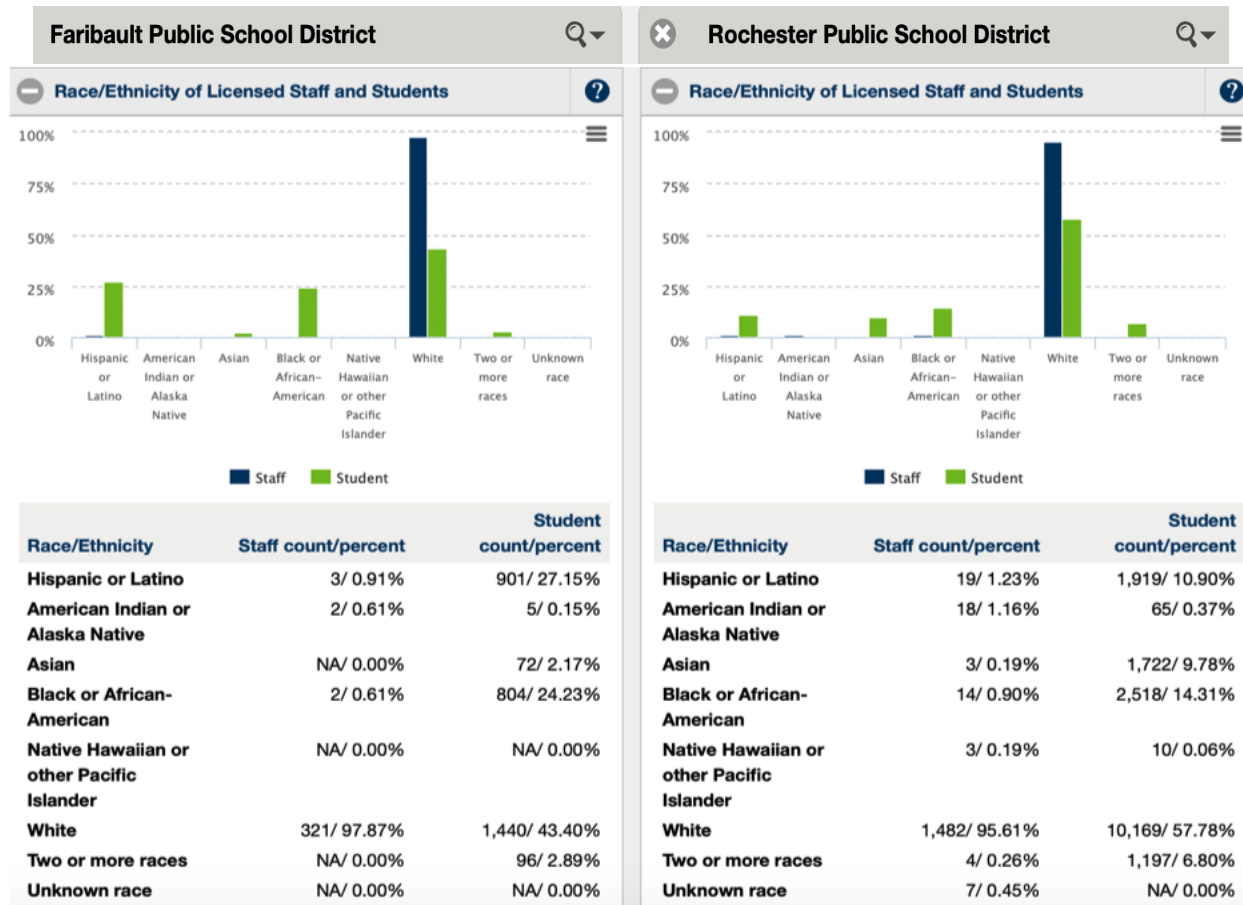 Faribault Public School District
Race/Ethnicity of Licensed Staff and Students ?
100%
75%
50%
25%
0%
Hispanic or Latino
American Indian or Alaska Native
Asian
Black or African-American
Native Hawaiian or other Pacific Islander
White
Two or more races
Unknown race
Staff Student
Race/Ethnicity Staff count/percent Student count/percent
Hispanic or Latino 3/ 0.91% 901/ 27.15%
American Indian or Alaska Native 2/ 0.61% 5/ 0.15%
Asian NA/ 0.00% 72/ 2.17%
Black or African-American 2/ 0.61% 804/ 24.23%
Native Hawaiian or other Pacific Islander NA/ 0.00% NA/ 0.00%
White 321/ 97.87% 1,440/ 43.40%
Two or more races NA/ 0.00% 96/ 2.89%
Unknown race NA/ 0.00% NA/ 0.00%
Rochester Public School District
Race/Ethnicity of Licensed Staff and Students ?
100%
75%
50%
25%
0%
Hispanic or Latino
American Indian or Alaska Native
Asian
Black or African-American
Native Hawaiian or other Pacific Islander
White
Two or more races
Unknown race
Staff Student
Race/Ethnicity Staff count/percent Student count/percent
Hispanic or Latino 19/ 1.23% 1,919/ 10.90%
American Indian or Alaska Native 18/ 1.16% 65/ 0.37%
Asian 3/ 0.19% 1,722/ 9.78%
Black or African-American 14/ 0.90% 2,518/ 14.31%
Native Hawaiian or other Pacific Islander 3/ 0.19% 10/ 0.06%
White 1,482/ 95.61% 10,169/ 57.78%
Two or more races 4/ 0.26% 1,197/ 6.80%
Unknown race 7/ 0.45% NA/ 0.00%